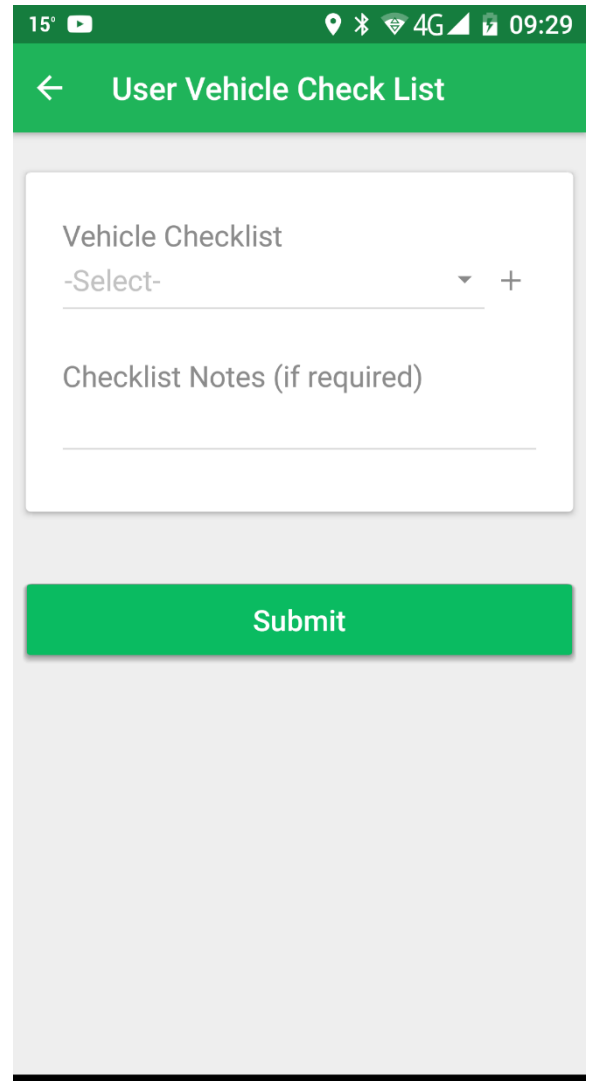 15° 4G 09:29
User Vehicle Check List
Vehicle Checklist
-Select- +
Checklist Notes (if required)
Submit